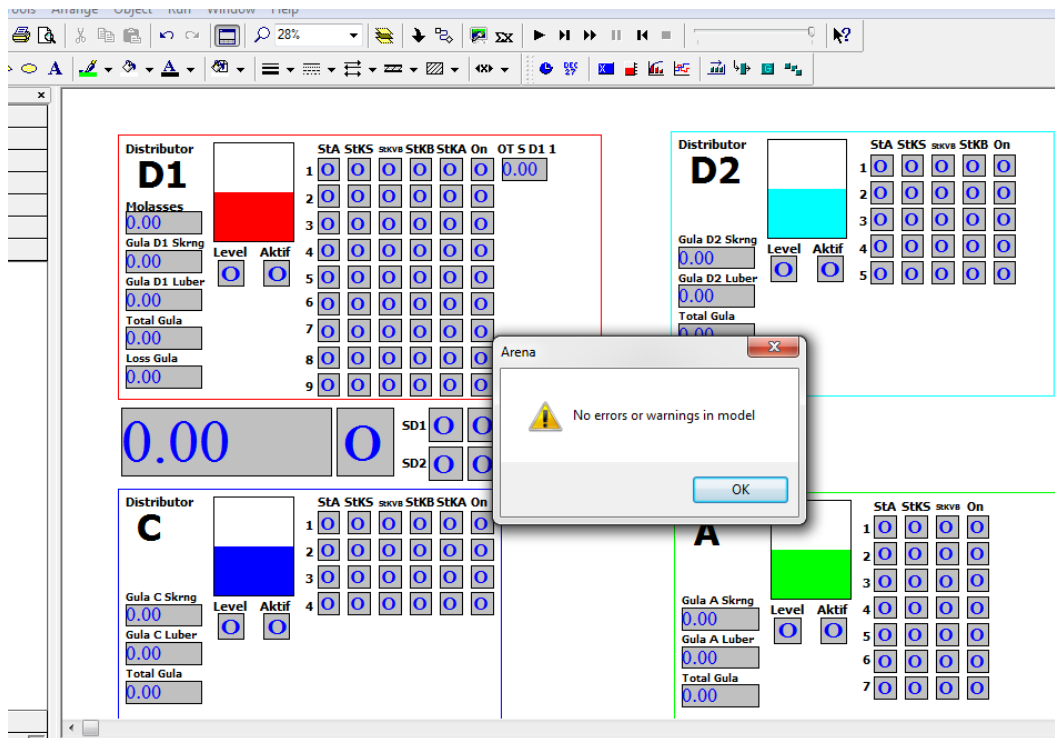 Tools Arrange Object Run Window Help
28%
A
Distributor
D1
StA StKS StKVB StKB StKA On OT S D1 1
1 O O O O O O 0.00
2 O O O O O O
Molasses
0.00
3 O O O O O O
Gula D1 Skrng
0.00
Level Aktif
O O
4 O O O O O O
Gula D1 Luber
0.00
5 O O O O O O
6 O O O O O O
Total Gula
0.00
7 O O O O O O
Loss Gula
0.00
8 O O O O O O
9 O O O O O O
Distributor
D2
StA StKS StKVB StKB On
1 O O O O O
2 O O O O O
3 O O O O O
Gula D2 Skrng
0.00
Level Aktif
O O
4 O O O O O
Gula D2 Luber
0.00
5 O O O O O
Total Gula
0.00
Arena
No errors or warnings in model
OK
0.00 O
SD1 O O
SD2 O O
Distributor
C
StA StKS StKVB StKB StKA On
1 O O O O O O
2 O O O O O O
3 O O O O O O
Gula C Skrng
0.00
Level Aktif
O O
4 O O O O O O
Gula C Luber
0.00
Total Gula
0.00
A
StA StKS StKVB On
1 O O O O
2 O O O O
3 O O O O
Gula A Skrng
0.00
Level Aktif
O O
4 O O O O
Gula A Luber
0.00
5 O O O O
6 O O O O
Total Gula
0.00
7 O O O O